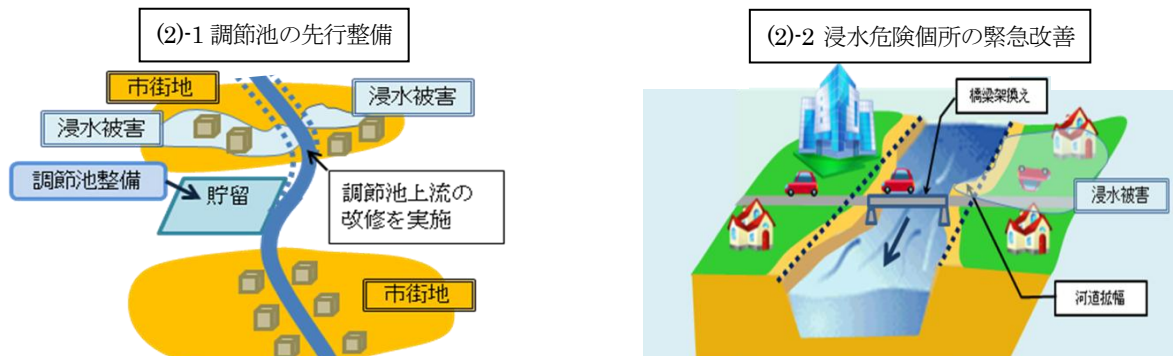 (2)-1 調節池の先行整備
市街地
浸水被害
浸水被害
調節池整備
貯留
調節池上流の
改修を実施
市街地
(2)-2 浸水危険個所の緊急改善
橋梁架換え
浸水被害
河道拡幅